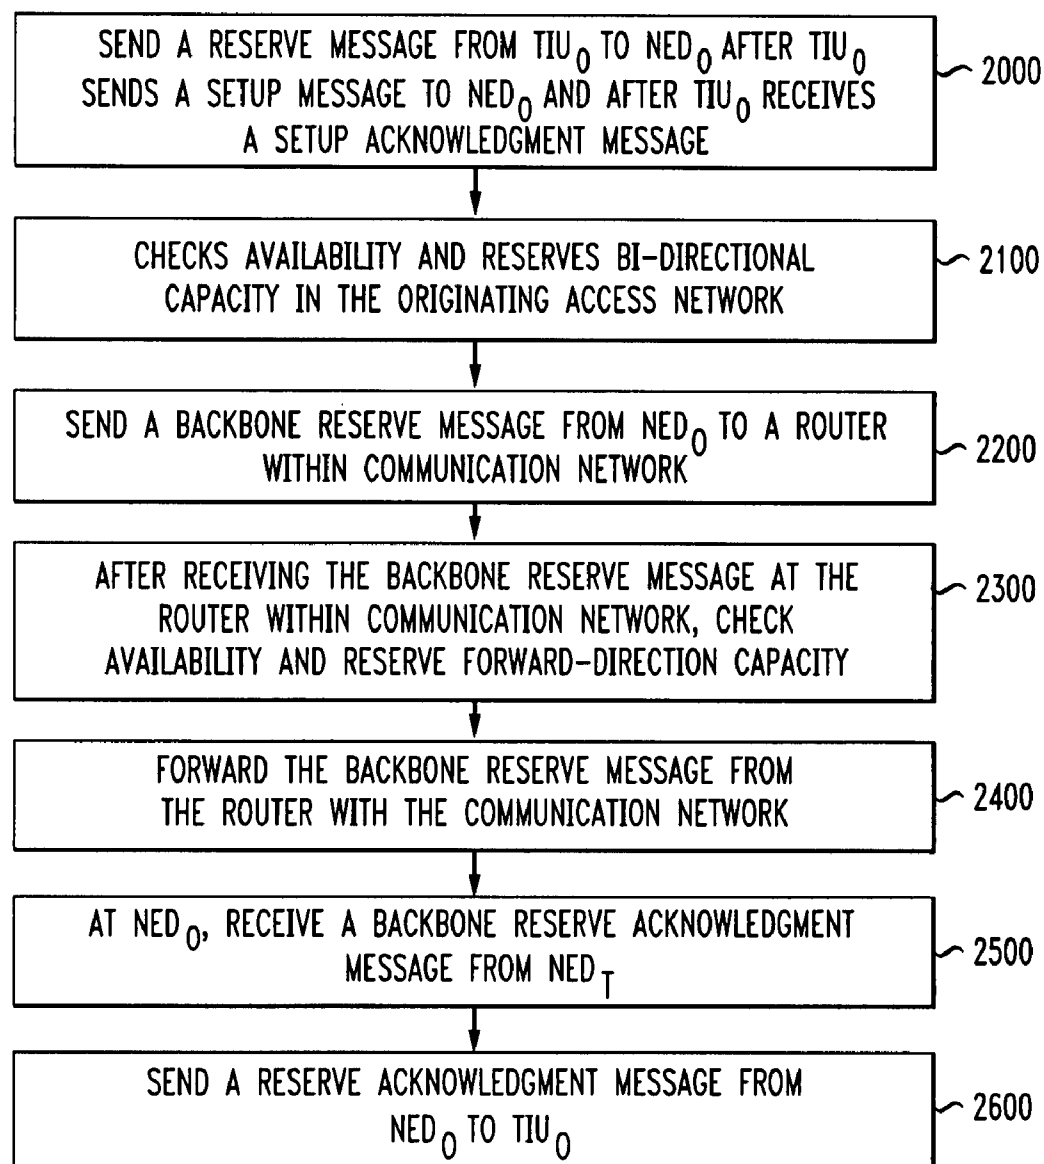 SEND A RESERVE MESSAGE FROM TIU₀ TO NED₀ AFTER TIU₀
SENDS A SETUP MESSAGE TO NED₀ AND AFTER TIU₀ RECEIVES
A SETUP ACKNOWLEDGMENT MESSAGE
2000
CHECKS AVAILABILITY AND RESERVES BI-DIRECTIONAL
CAPACITY IN THE ORIGINATING ACCESS NETWORK
2100
SEND A BACKBONE RESERVE MESSAGE FROM NED₀ TO A ROUTER
WITHIN COMMUNICATION NETWORK
2200
AFTER RECEIVING THE BACKBONE RESERVE MESSAGE AT THE
ROUTER WITHIN COMMUNICATION NETWORK, CHECK
AVAILABILITY AND RESERVE FORWARD-DIRECTION CAPACITY
2300
FORWARD THE BACKBONE RESERVE MESSAGE FROM
THE ROUTER WITH THE COMMUNICATION NETWORK
2400
AT NED₀, RECEIVE A BACKBONE RESERVE ACKNOWLEDGMENT
MESSAGE FROM NED_T
2500
SEND A RESERVE ACKNOWLEDGMENT MESSAGE FROM
NED₀ TO TIU₀
2600